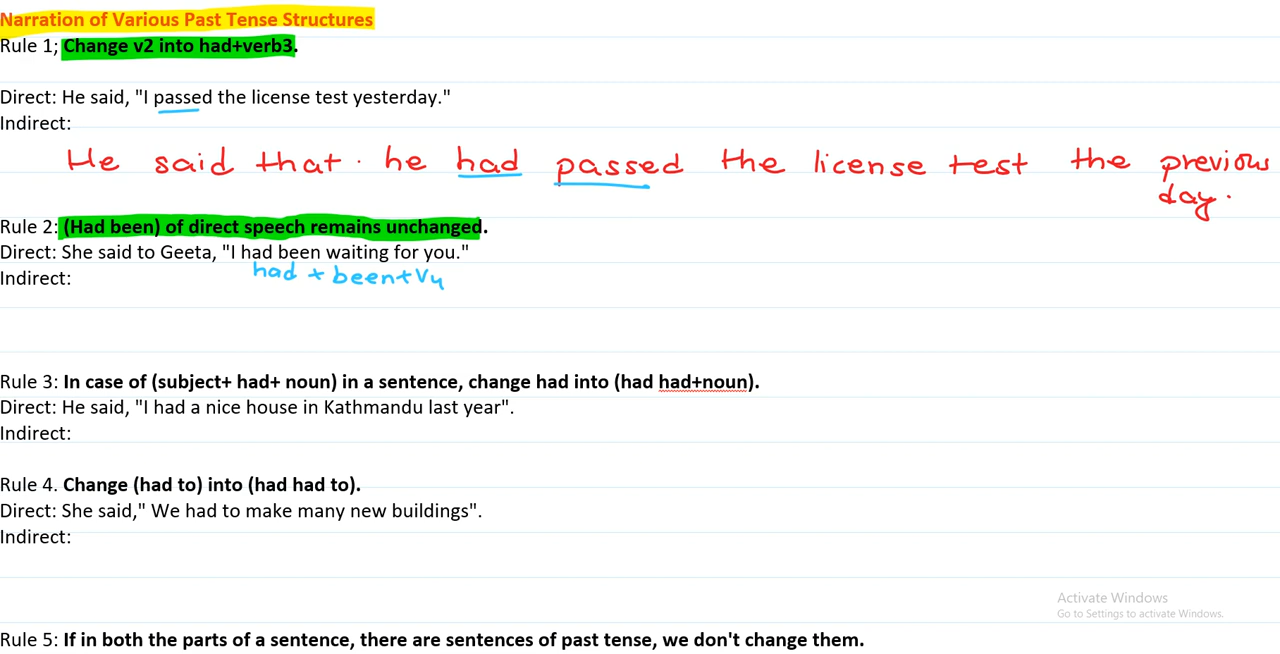 Narration of Various Past Tense Structures
Rule 1; Change v2 into had+verb3.
Direct: He said, "I passed the license test yesterday."
Indirect:
He said that he had passed the license test the previous
day.
Rule 2: (Had been) of direct speech remains unchanged.
Direct: She said to Geeta, "I had been waiting for you."
had + been+V4
Indirect:
Rule 3: In case of (subject+ had+ noun) in a sentence, change had into (had had+noun).
Direct: He said, "I had a nice house in Kathmandu last year".
Indirect:
Rule 4. Change (had to) into (had had to).
Direct: She said," We had to make many new buildings".
Indirect:
Activate Windows
Go to Settings to activate Windows.
Rule 5: If in both the parts of a sentence, there are sentences of past tense, we don't change them.